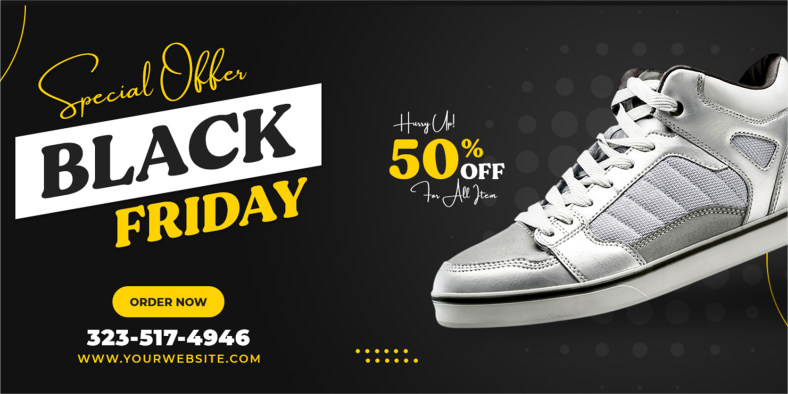 Special Offer
BLACK
FRIDAY
Hurry Up!
50% OFF
For All Item
ORDER NOW
323-517-4946
WWW.YOURWEBSITE.COM